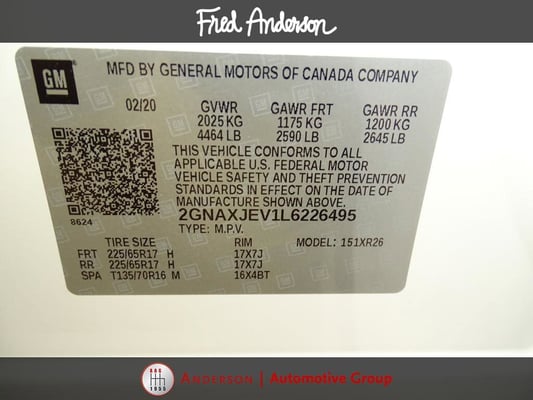 Fred Anderson
GM
MFD BY GENERAL MOTORS OF CANADA COMPANY
02/20 GVWR GAWR FRT GAWR RR
2025 KG 1175 KG 1200 KG
4464 LB 2590 LB 2645 LB
THIS VEHICLE CONFORMS TO ALL
APPLICABLE U.S. FEDERAL MOTOR
VEHICLE SAFETY AND THEFT PREVENTION
STANDARDS IN EFFECT ON THE DATE OF
MANUFACTURE SHOWN ABOVE.
8624 2GNAXJEV1L6226495
TYPE: M.P.V.
TIRE SIZE RIM MODEL: 151XR26
FRT 225/65R17 H 17X7J
RR 225/65R17 H 17X7J
SPA T135/70R16 M 16X4BT
ARG
1955
ANDERSON | Automotive Group